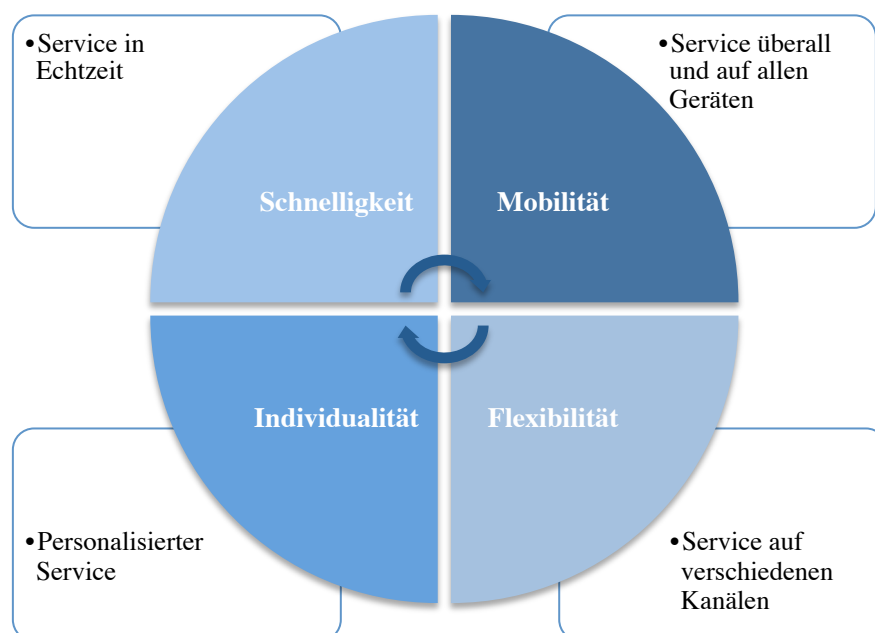 •Service in
Echtzeit
•Service überall
und auf allen
Geräten
Schnelligkeit
Mobilität
Individualität
Flexibilität
•Personalisierter
Service
•Service auf
verschiedenen
Kanälen